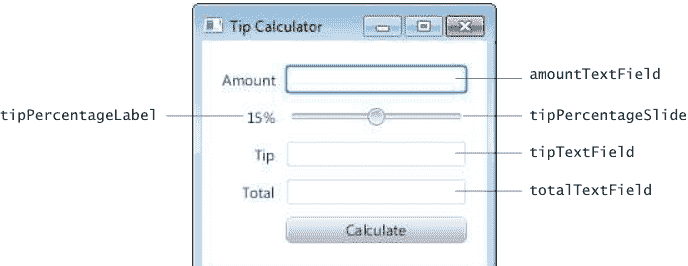 Tip Calculator
Amount
amountTextField
tipPercentageLabel
15%
tipPercentageSlide
Tip
tipTextField
Total
totalTextField
Calculate